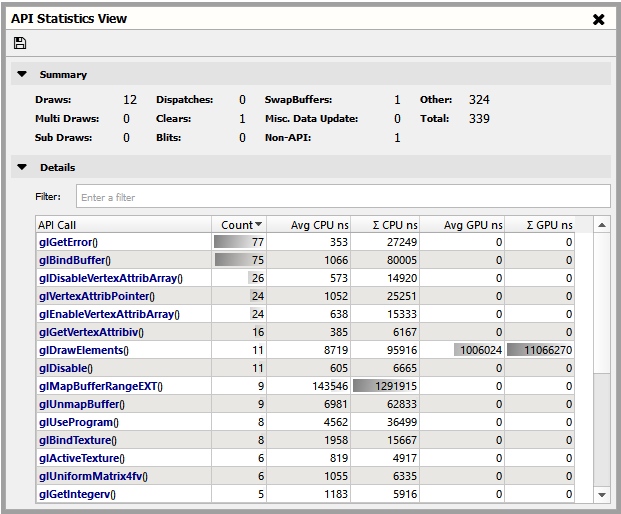 API Statistics View
Summary
Draws: 12 Dispatches: 0 SwapBuffers: 1 Other: 324
Multi Draws: 0 Clears: 1 Misc. Data Update: 0 Total: 339
Sub Draws: 0 Blits: 0 Non-API: 1
Details
Filter: Enter a filter
API Call Count Avg CPU ns Σ CPU ns Avg GPU ns Σ GPU ns
glGetError() 77 353 27249 0 0
glBindBuffer() 75 1066 80005 0 0
glDisableVertexAttribArray() 26 573 14920 0 0
glVertexAttribPointer() 24 1052 25251 0 0
glEnableVertexAttribArray() 24 638 15333 0 0
glGetVertexAttribiv() 16 385 6167 0 0
glDrawElements() 11 8719 95916 1006024 11066270
glDisable() 11 605 6665 0 0
glMapBufferRangeEXT() 9 143546 1291915 0 0
glUnmapBuffer() 9 6981 62833 0 0
glUseProgram() 8 4562 36499 0 0
glBindTexture() 8 1958 15667 0 0
glActiveTexture() 6 819 4917 0 0
glUniformMatrix4fv() 6 1055 6335 0 0
glGetIntegerv() 5 1183 5916 0 0